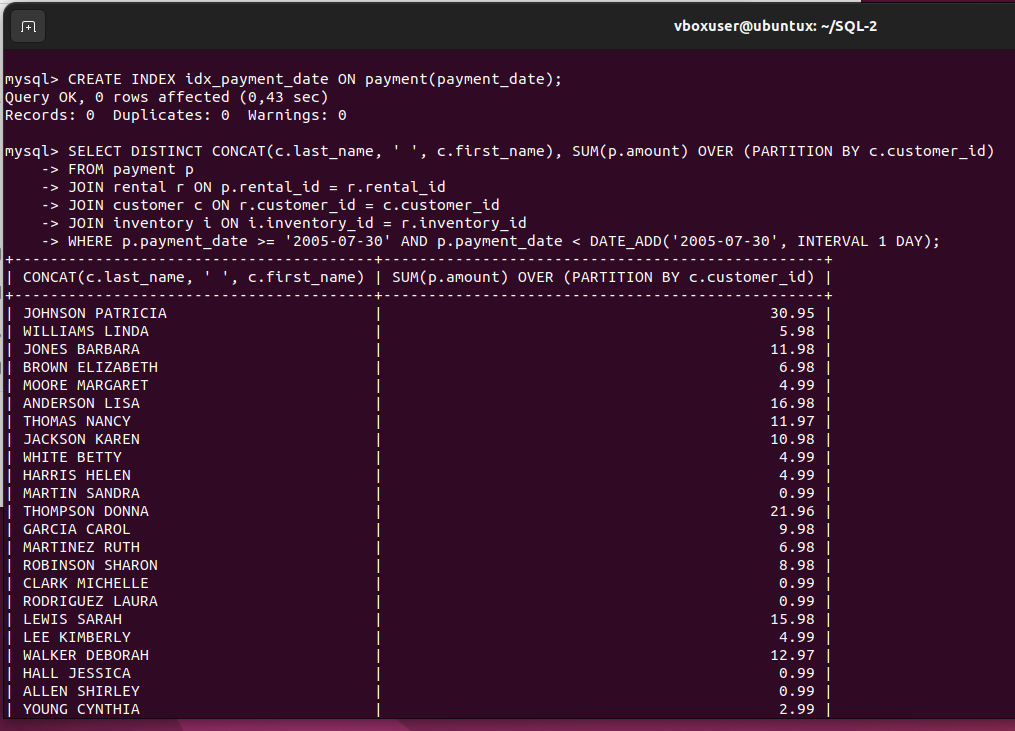 vboxuser@ubuntux: ~/SQL-2
mysql> CREATE INDEX idx_payment_date ON payment(payment_date);
Query OK, 0 rows affected (0,43 sec)
Records: 0  Duplicates: 0  Warnings: 0
mysql> SELECT DISTINCT CONCAT(c.last_name, ' ', c.first_name), SUM(p.amount) OVER (PARTITION BY c.customer_id)
    -> FROM payment p
    -> JOIN rental r ON p.rental_id = r.rental_id
    -> JOIN customer c ON r.customer_id = c.customer_id
    -> JOIN inventory i ON i.inventory_id = r.inventory_id
    -> WHERE p.payment_date >= '2005-07-30' AND p.payment_date < DATE_ADD('2005-07-30', INTERVAL 1 DAY);
+----------------------------------------+-------------------------------------------------+
| CONCAT(c.last_name, ' ', c.first_name) | SUM(p.amount) OVER (PARTITION BY c.customer_id) |
+----------------------------------------+-------------------------------------------------+
| JOHNSON PATRICIA                       |                                           30.95 |
| WILLIAMS LINDA                         |                                            5.98 |
| JONES BARBARA                          |                                           11.98 |
| BROWN ELIZABETH                        |                                            6.98 |
| MOORE MARGARET                         |                                            4.99 |
| ANDERSON LISA                          |                                           16.98 |
| THOMAS NANCY                           |                                           11.97 |
| JACKSON KAREN                          |                                           10.98 |
| WHITE BETTY                            |                                            4.99 |
| HARRIS HELEN                           |                                            4.99 |
| MARTIN SANDRA                          |                                            0.99 |
| THOMPSON DONNA                         |                                           21.96 |
| GARCIA CAROL                           |                                            9.98 |
| MARTINEZ RUTH                          |                                            6.98 |
| ROBINSON SHARON                        |                                            8.98 |
| CLARK MICHELLE                         |                                            0.99 |
| RODRIGUEZ LAURA                        |                                            0.99 |
| LEWIS SARAH                            |                                           15.98 |
| LEE KIMBERLY                           |                                            4.99 |
| WALKER DEBORAH                         |                                           12.97 |
| HALL JESSICA                           |                                            0.99 |
| ALLEN SHIRLEY                          |                                            0.99 |
| YOUNG CYNTHIA                          |                                            2.99 |